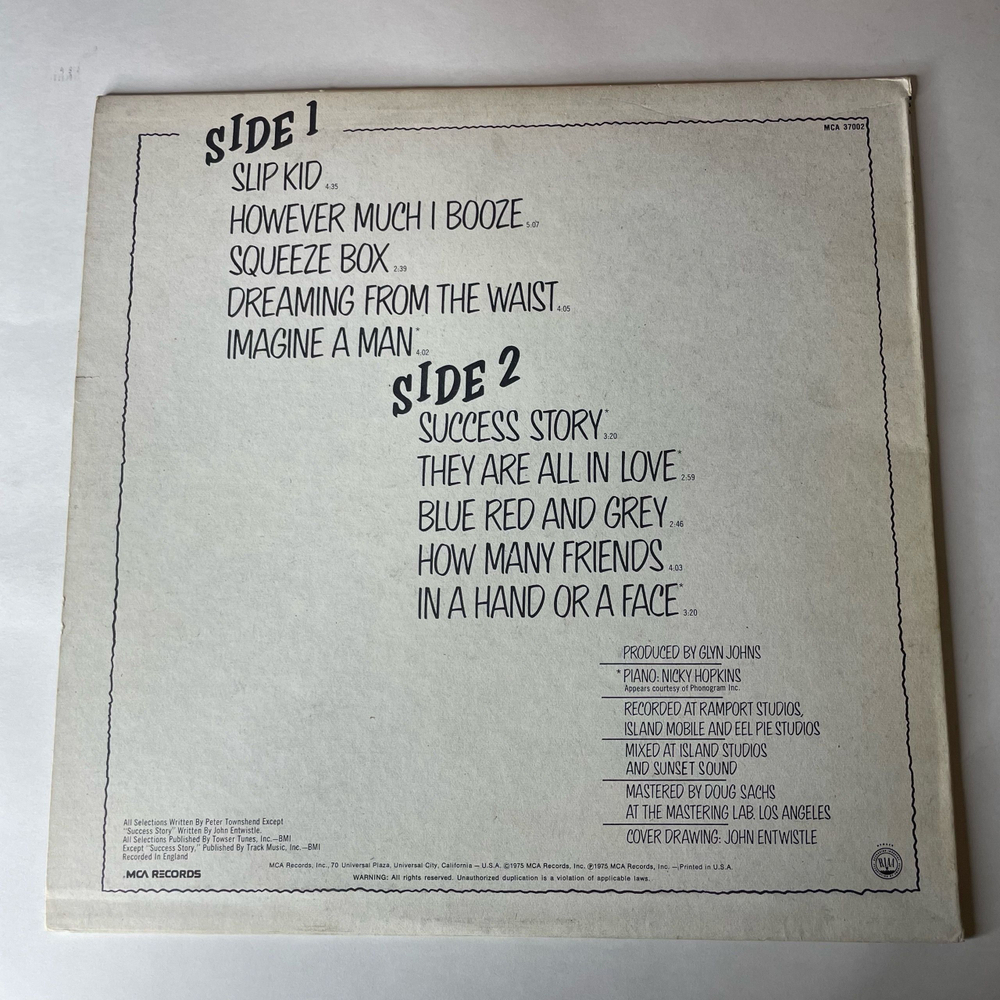 MCA 37002
SIDE 1
SLIP KID 4:35
HOWEVER MUCH I BOOZE 5:07
SQUEEZE BOX 2:39
DREAMING FROM THE WAIST 4:05
IMAGINE A MAN* 4:02
SIDE 2
SUCCESS STORY* 3:20
THEY ARE ALL IN LOVE* 2:59
BLUE RED AND GREY 2:46
HOW MANY FRIENDS 4:03
IN A HAND OR A FACE* 3:20
PRODUCED BY GLYN JOHNS
*PIANO: NICKY HOPKINS
Appears courtesy of Phonogram Inc.
RECORDED AT RAMPORT STUDIOS,
ISLAND MOBILE AND EEL PIE STUDIOS
MIXED AT ISLAND STUDIOS
AND SUNSET SOUND
MASTERED BY DOUG SACHS
AT THE MASTERING LAB, LOS ANGELES
COVER DRAWING: JOHN ENTWISTLE
All Selections Written By Peter Townshend Except
"Success Story" Written By John Entwistle.
All Selections Published By Towser Tunes, Inc.—BMI
Except "Success Story," Published By Track Music, Inc.—BMI
Recorded In England
MCA RECORDS
MCA Records, Inc., 70 Universal Plaza, Universal City, California — U.S.A. ©1975 MCA Records, Inc. ℗1975 MCA Records, Inc. —Printed in U.S.A.
WARNING: All rights reserved. Unauthorized duplication is a violation of applicable laws.